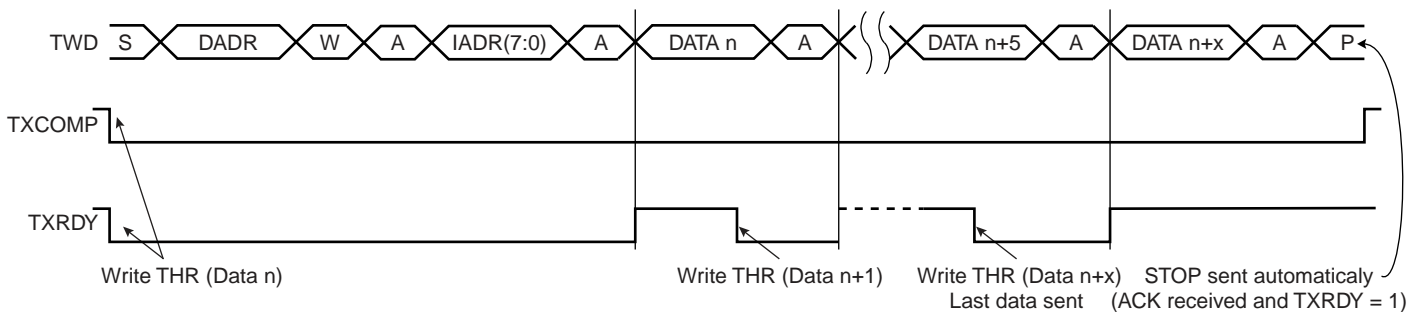 TWD S DADR W A IADR(7:0) A DATA n A DATA n+5 A DATA n+x A P
TXCOMP
TXRDY
Write THR (Data n) Write THR (Data n+1) Write THR (Data n+x) STOP sent automaticaly
Last data sent (ACK received and TXRDY = 1)